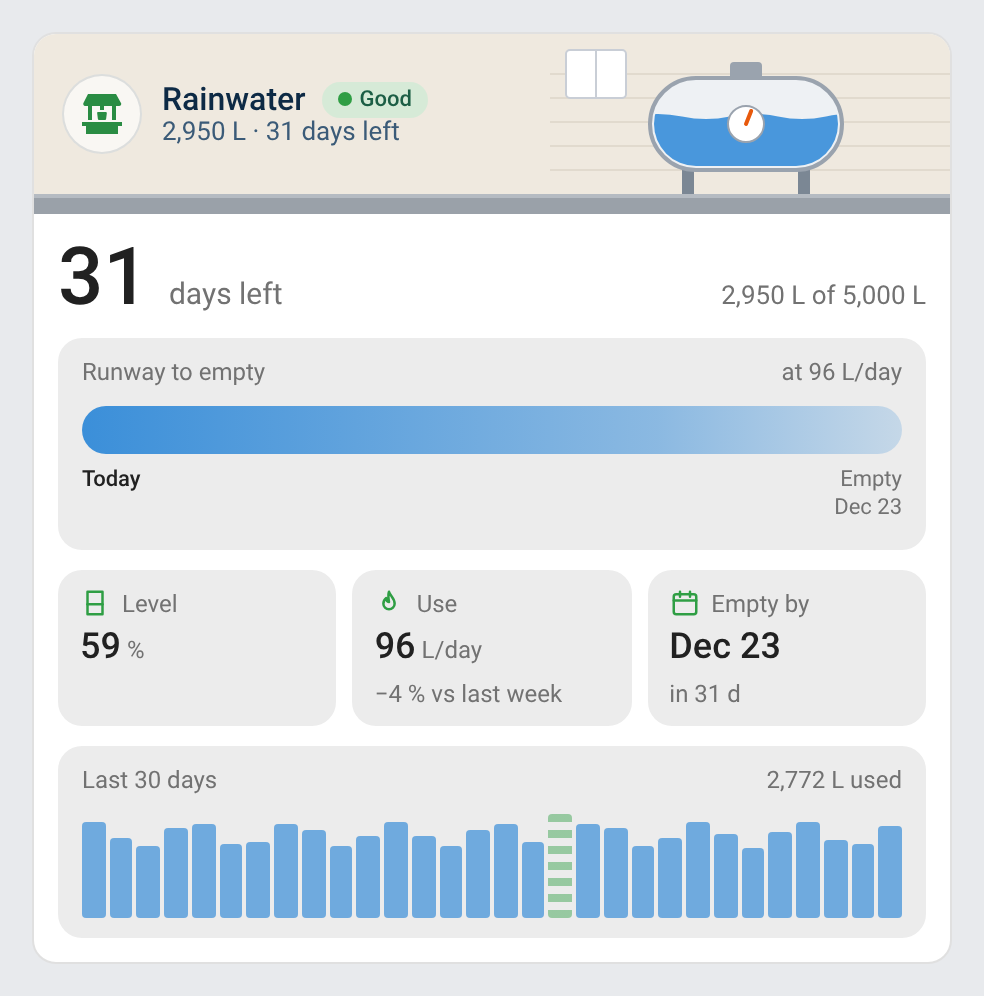 Rainwater
Good
2,950 L · 31 days left
31 days left
2,950 L of 5,000 L
Runway to empty
at 96 L/day
Today
Empty
Dec 23
Level
59 %
Use
96 L/day
−4 % vs last week
Empty by
Dec 23
in 31 d
Last 30 days
2,772 L used